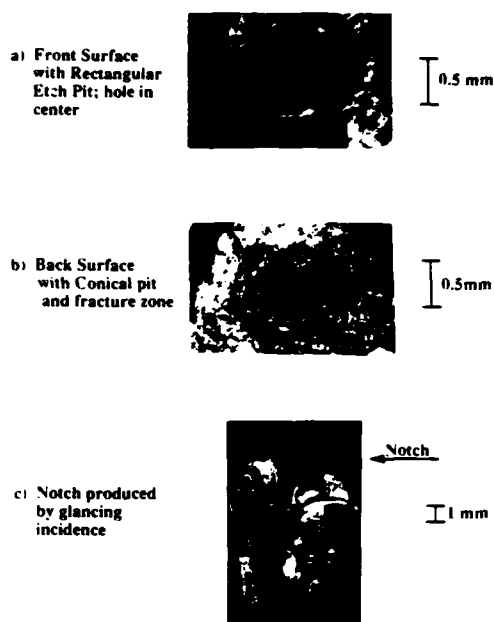 a) Front Surface
with Rectangular
Etch Pit; hole in
center
0.5 mm
b) Back Surface
with Conical pit
and fracture zone
0.5mm
Notch
c) Notch produced
by glancing
incidence
1 mm